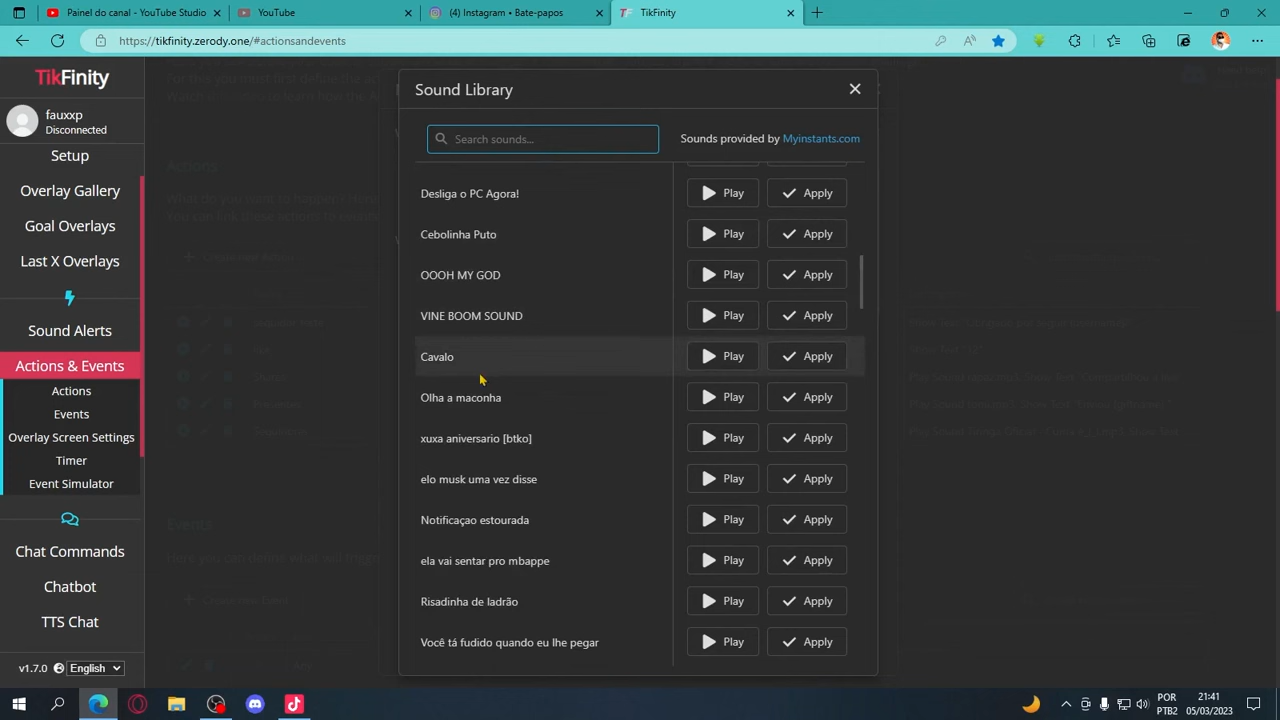 Painel do canal - YouTube Studio
YouTube
(4) Instagram • Bate-papos
TikFinity
https://tikfinity.zerody.one/#actionsandevents
TikFinity
fauxxp
Disconnected
Setup
Overlay Gallery
Goal Overlays
Last X Overlays
Sound Alerts
Actions & Events
Actions
Events
Overlay Screen Settings
Timer
Event Simulator
Chat Commands
Chatbot
TTS Chat
v1.7.0
English
Sound Library
Search sounds...
Sounds provided by Myinstants.com
Desliga o PC Agora! Play Apply
Cebolinha Puto Play Apply
OOOH MY GOD Play Apply
VINE BOOM SOUND Play Apply
Cavalo Play Apply
Olha a maconha Play Apply
xuxa aniversario [btko] Play Apply
elo musk uma vez disse Play Apply
Notificaçao estourada Play Apply
ela vai sentar pro mbappe Play Apply
Risadinha de ladrão Play Apply
Você tá fudido quando eu lhe pegar Play Apply
Actions
Events
Any
POR
PTB2
21:41
05/03/2023